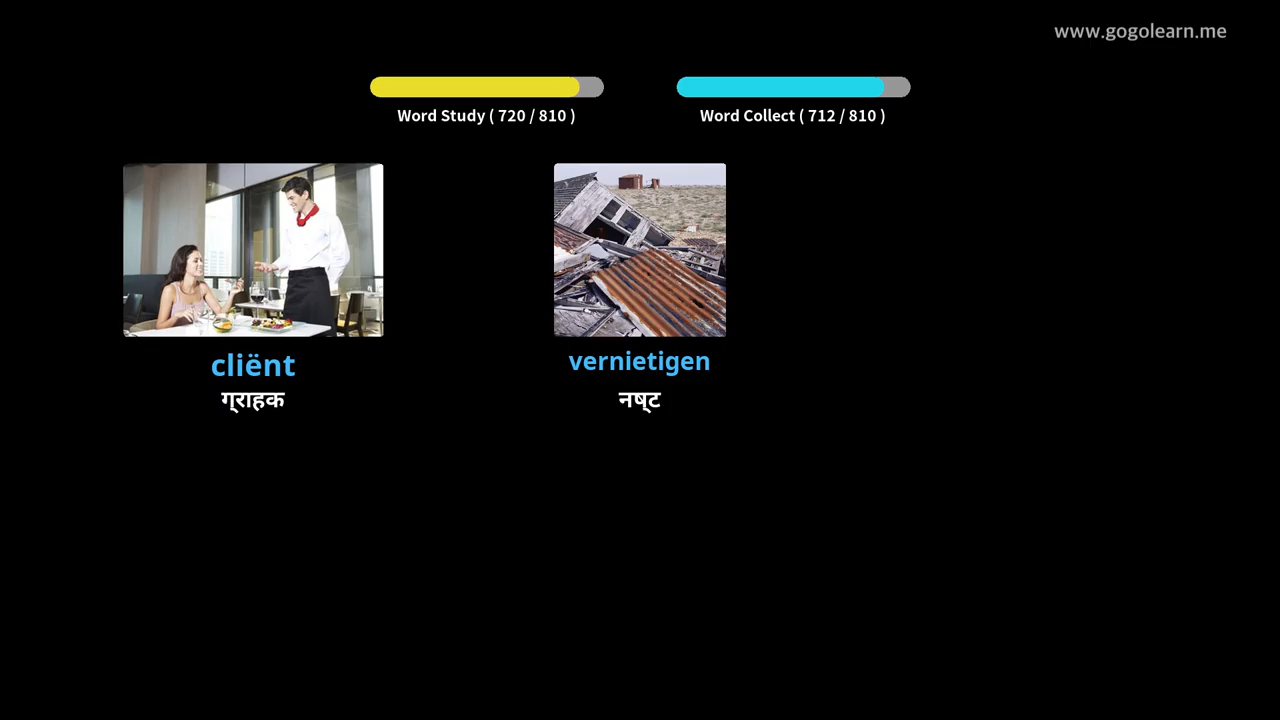 www.gogolearn.me
Word Study ( 720 / 810 )
Word Collect ( 712 / 810 )
cliënt
ग्राहक
vernietigen
नष्ट